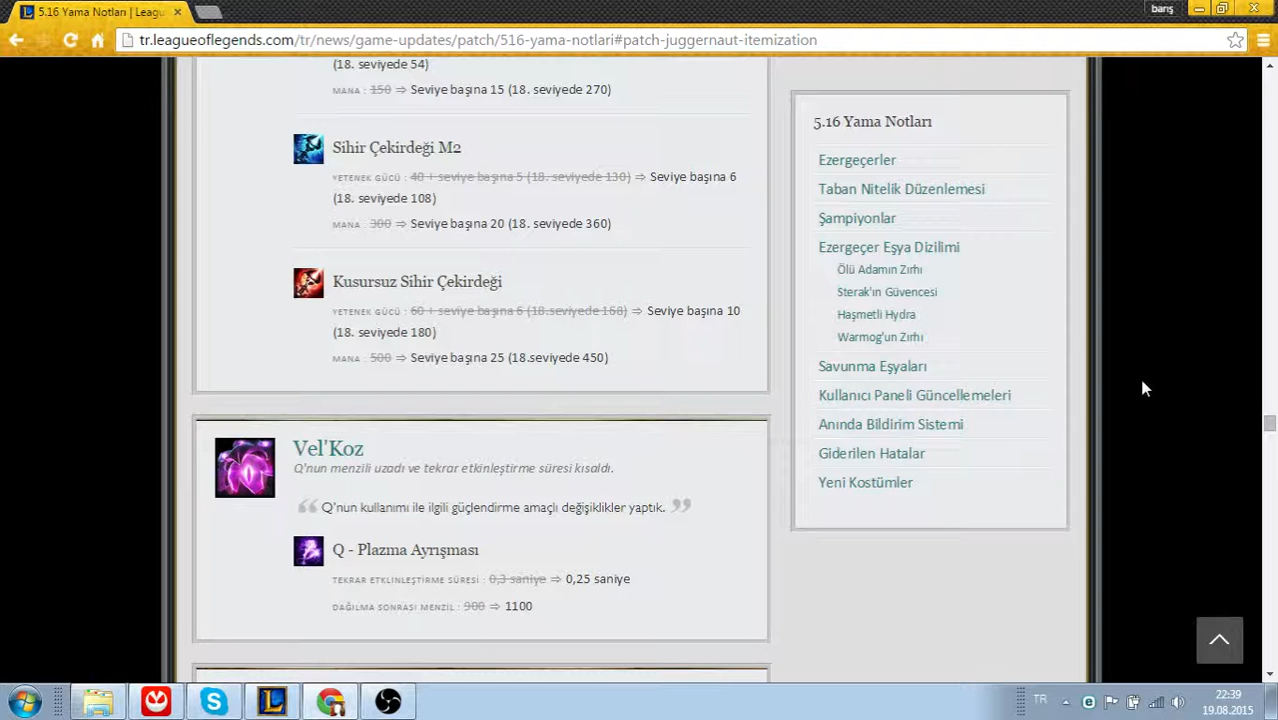 5.16 Yama Notları | Leagu
barış
tr.leagueoflegends.com/tr/news/game-updates/patch/516-yama-notlari#patch-juggernaut-itemization
(18. seviyede 54)
MANA : 150 ⇒ Seviye başına 15 (18. seviyede 270)
Sihir Çekirdeği M2
YETENEK GÜCÜ : 40 + seviye başına 5 (18. seviyede 130) ⇒ Seviye başına 6
(18. seviyede 108)
MANA : 300 ⇒ Seviye başına 20 (18. seviyede 360)
Kusursuz Sihir Çekirdeği
YETENEK GÜCÜ : 60 + seviye başına 6 (18.seviyede 168) ⇒ Seviye başına 10
(18. seviyede 180)
MANA : 500 ⇒ Seviye başına 25 (18.seviyede 450)
Vel'Koz
Q'nun menzili uzadı ve tekrar etkinleştirme süresi kısaldı.
Q'nun kullanımı ile ilgili güçlendirme amaçlı değişiklikler yaptık.
Q - Plazma Ayrışması
TEKRAR ETKLİNLEŞTİRME SÜRESİ : 0,3 saniye ⇒ 0,25 saniye
DAĞILMA SONRASI MENZİL : 900 ⇒ 1100
5.16 Yama Notları
Ezergeçerler
Taban Nitelik Düzenlemesi
Şampiyonlar
Ezergeçer Eşya Dizilimi
Ölü Adamın Zırhı
Sterak'ın Güvencesi
Haşmetli Hydra
Warmog'un Zırhı
Savunma Eşyaları
Kullanıcı Paneli Güncellemeleri
Anında Bildirim Sistemi
Giderilen Hatalar
Yeni Kostümler
TR
22:39
19.08.2015